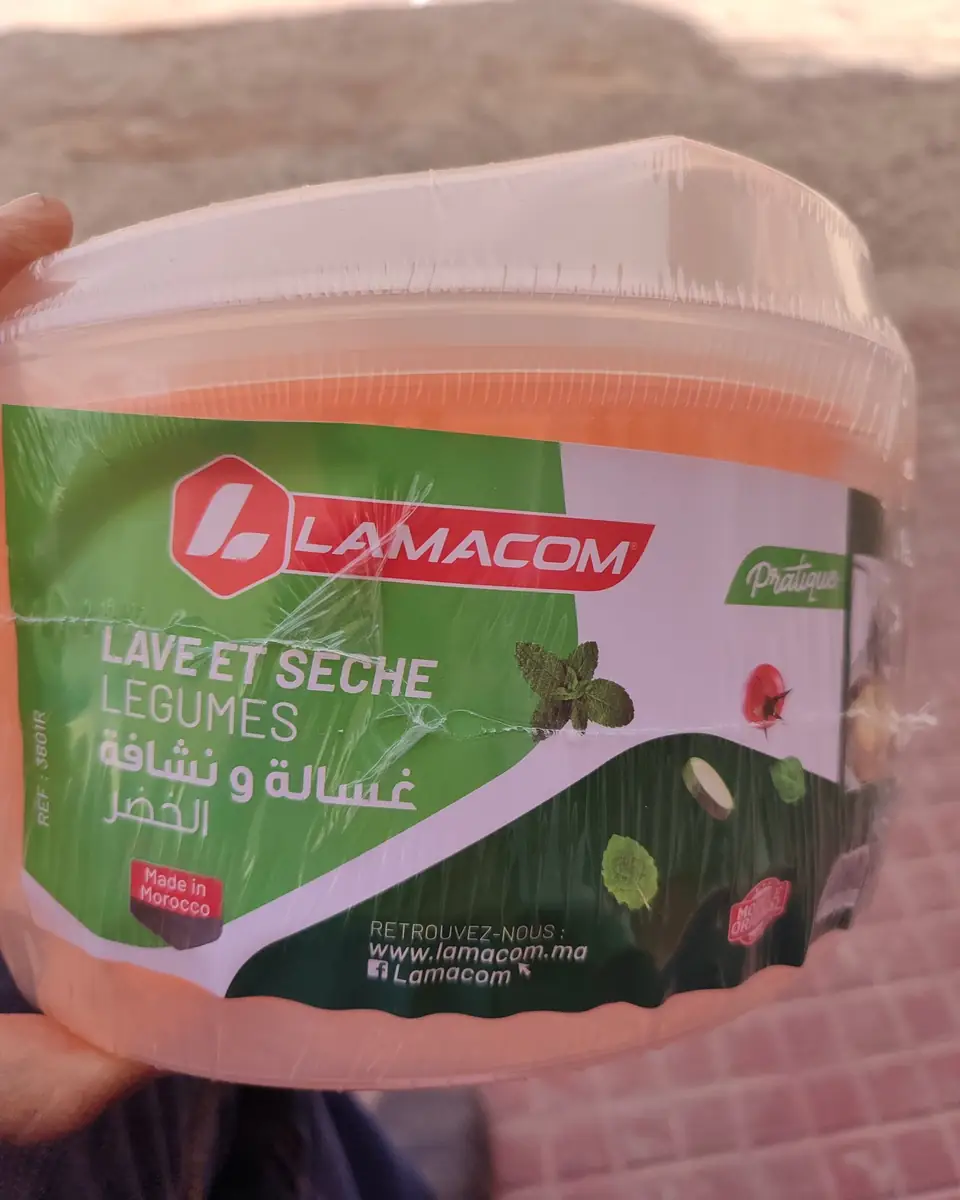 LAMACOM
Pratique
LAVE ET SECHE
LEGUMES
غسالة و نشافة
الخضر
REF : 3801R
Made in
Morocco
RETROUVEZ-NOUS :
www.lamacom.ma
Lamacom